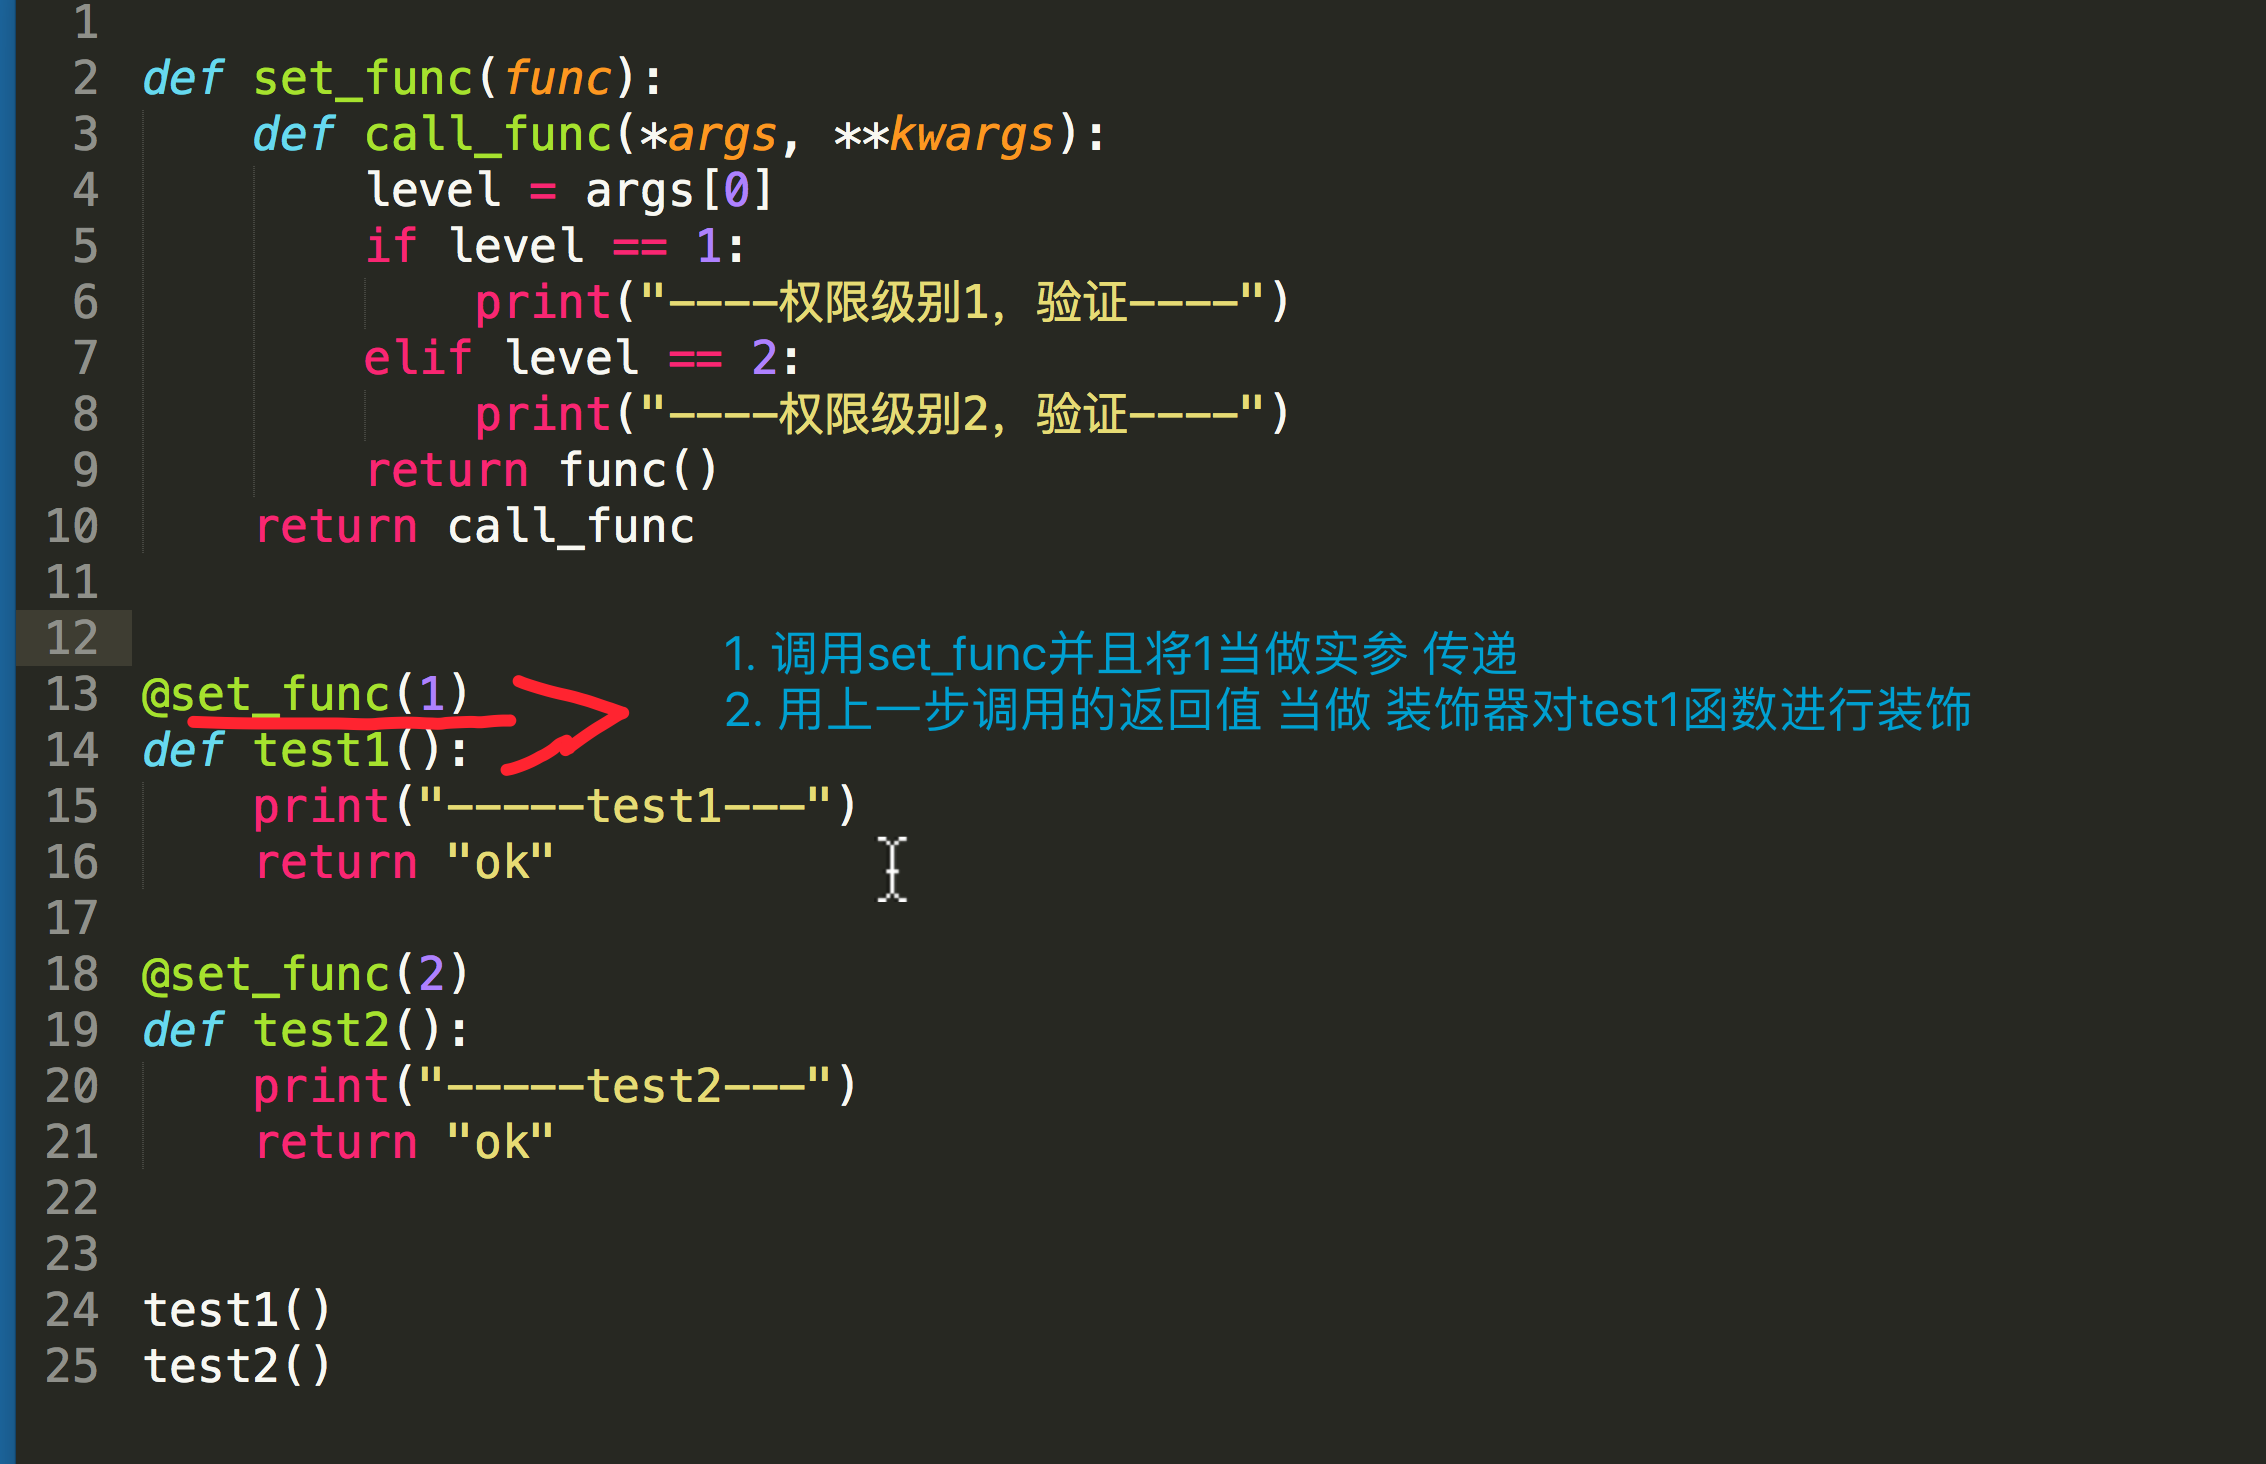 1
2 def set_func(func):
3     def call_func(*args, **kwargs):
4         level = args[0]
5         if level == 1:
6             print("----权限级别1，验证----")
7         elif level == 2:
8             print("----权限级别2，验证----")
9         return func()
10     return call_func
11
12
1. 调用set_func并且将1当做实参 传递
13 @set_func(1)
2. 用上一步调用的返回值 当做 装饰器对test1函数进行装饰
14 def test1():
15     print("-----test1---")
16     return "ok"
17
18 @set_func(2)
19 def test2():
20     print("-----test2---")
21     return "ok"
22
23
24 test1()
25 test2()